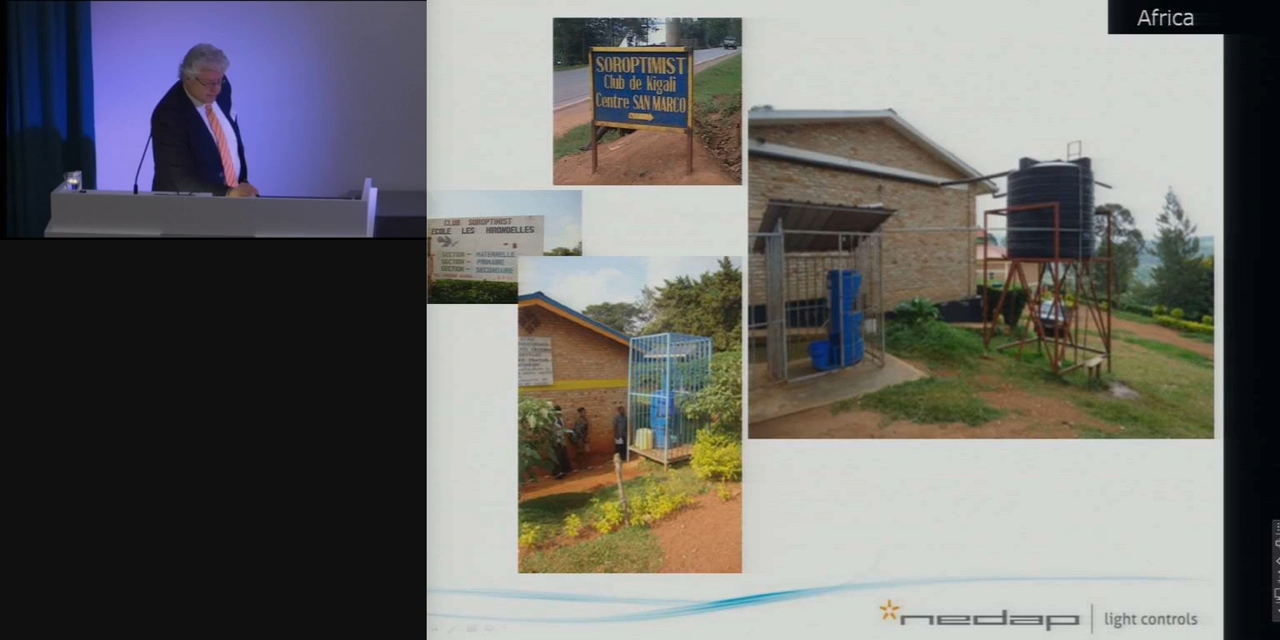 Africa
SOROPTIMIST
Club de Kigali
Centre SAN MARCO
CLUB SOROPTIMIST
ECOLE LES HIRONDELLES
SECTION - MATERNELLE
SECTION - PRIMAIRE
SECTION - SECONDAIRE
nedap light controls